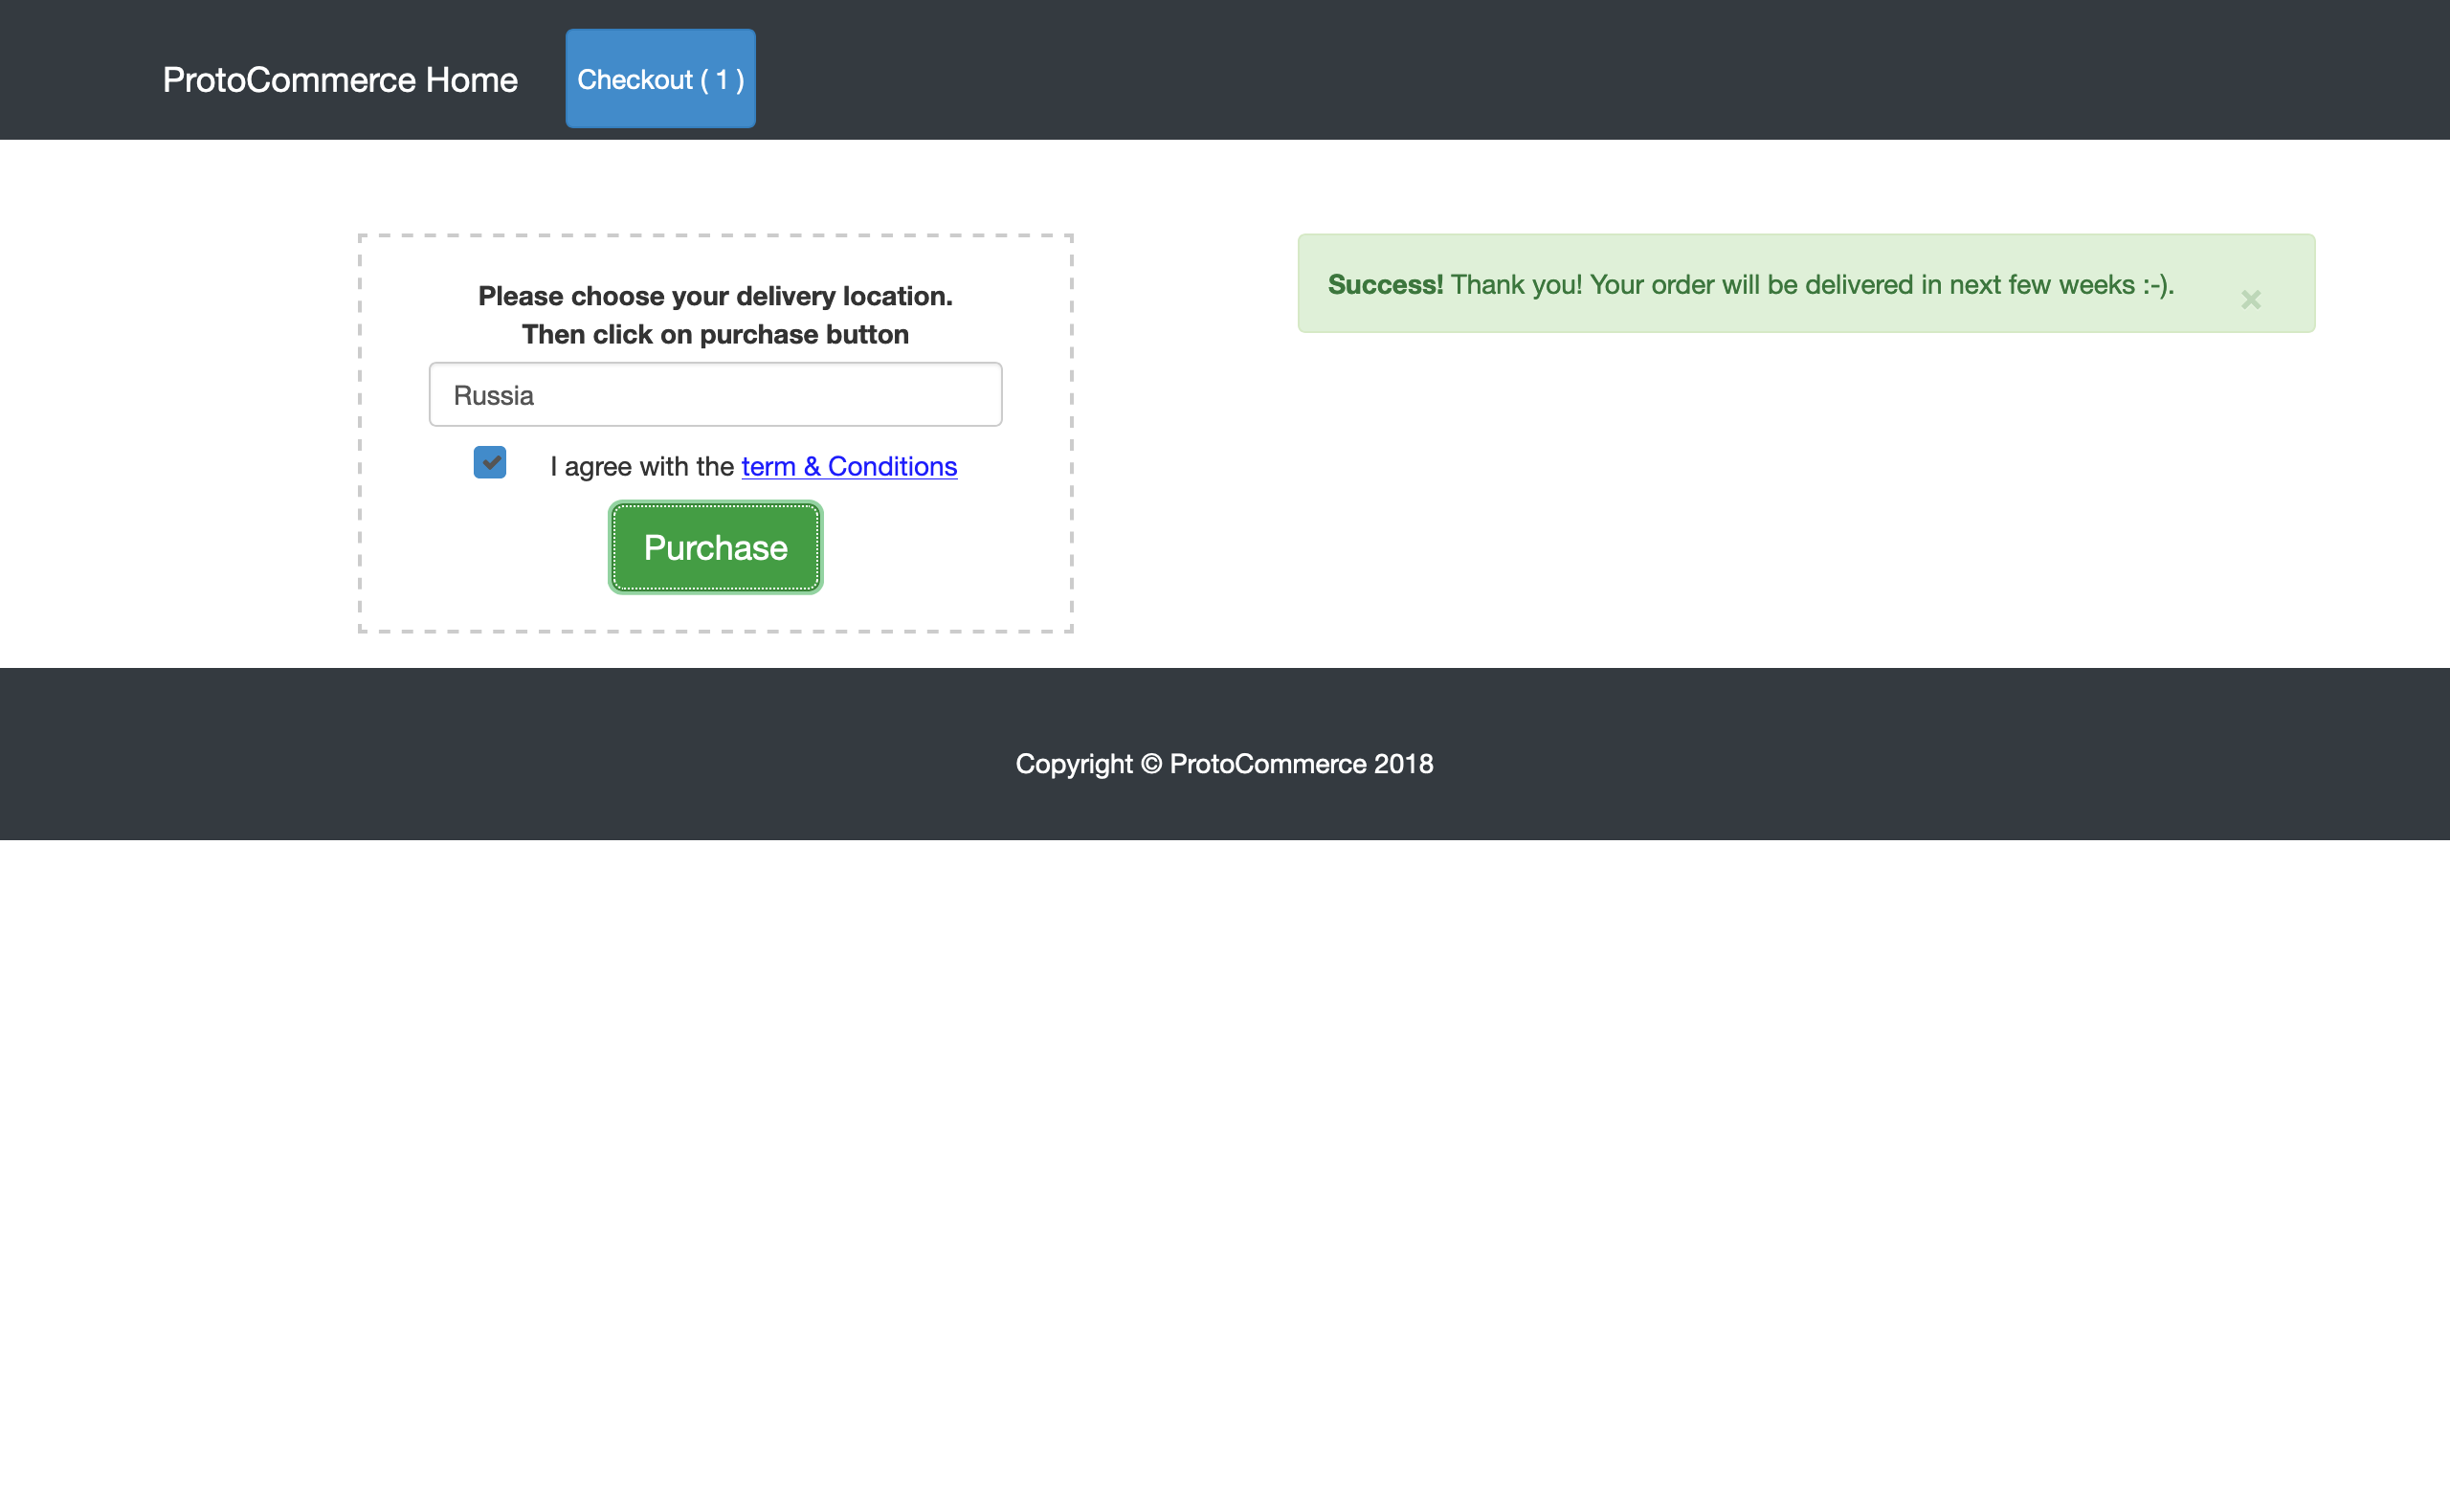 ProtoCommerce Home
Checkout ( 1 )
Please choose your delivery location.
Then click on purchase button
Russia
I agree with the term & Conditions
Purchase
Success! Thank you! Your order will be delivered in next few weeks :-).
×
Copyright © ProtoCommerce 2018